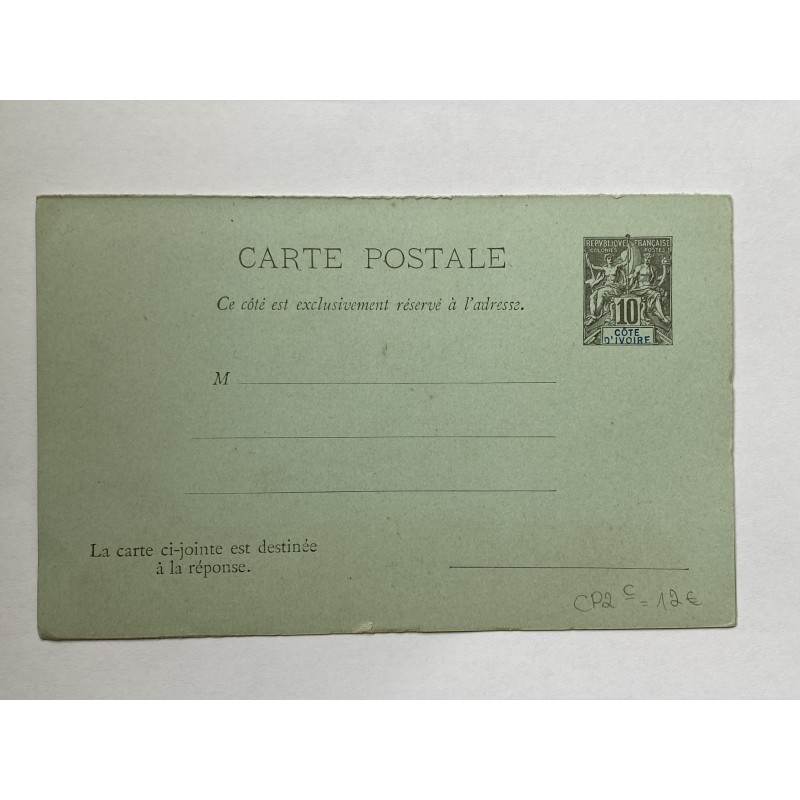 CARTE POSTALE
Ce côté est exclusivement réservé à l'adresse.
REPVBLIQVE FRANÇAISE
COLONIES POSTES
10
CÔTE
D'IVOIRE
M
La carte ci-jointe est destinée
à la réponse.
CP2 c = 12€